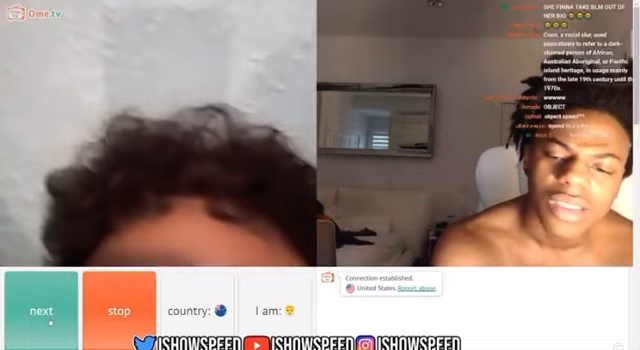 Ome.tv
SHE FINNA TAKE BLM OUT OF
HER BIO
Coon, a racial slur, used
pejoratively to refer to a dark-
skinned person of African,
Australian Aboriginal, or Pacific
island heritage, in usage mainly
from the late 19th century until th
1970s.
wwwww
OBJECT
object speed
Connection established.
United States. Report abuse.
next
stop
country:
I am:
ISHOWSPEED
ISHOWSPEED
ISHOWSPEED